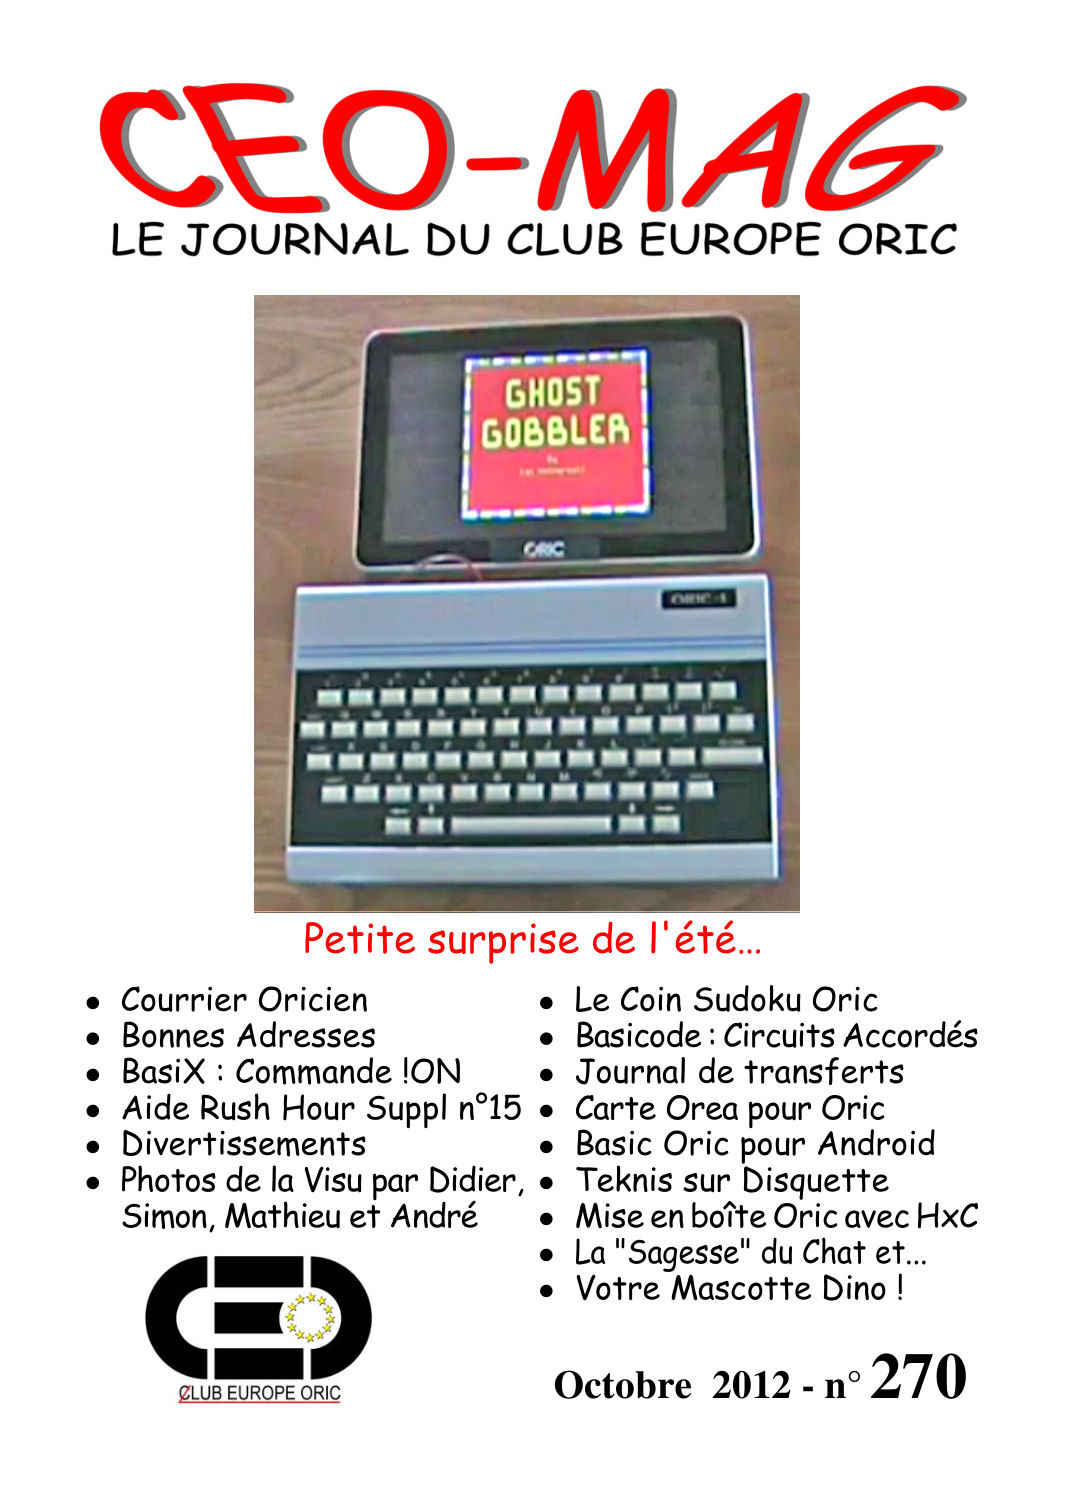 CEO-MAG
LE JOURNAL DU CLUB EUROPE ORIC
GHOST
GOBBLER
By
ORIC
ORIC-1
Petite surprise de l'été...
• Courrier Oricien
• Bonnes Adresses
• BasiX : Commande !ON
• Aide Rush Hour Suppl n°15
• Divertissements
• Photos de la Visu par Didier,
Simon, Mathieu et André
• Le Coin Sudoku Oric
• Basicode : Circuits Accordés
• Journal de transferts
• Carte Orea pour Oric
• Basic Oric pour Android
• Teknis sur Disquette
• Mise en boîte Oric avec HxC
• La "Sagesse" du Chat et...
• Votre Mascotte Dino !
CEO
CLUB EUROPE ORIC
Octobre 2012 - n° 270